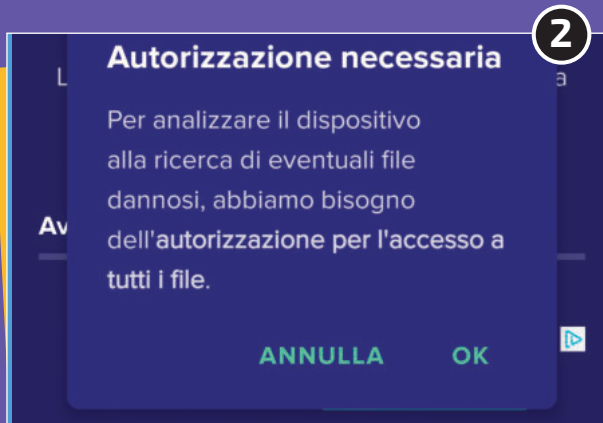 2
Autorizzazione necessaria
L
a
Per analizzare il dispositivo
alla ricerca di eventuali file
dannosi, abbiamo bisogno
Av
dell'autorizzazione per l'accesso a
tutti i file.
ANNULLA OK